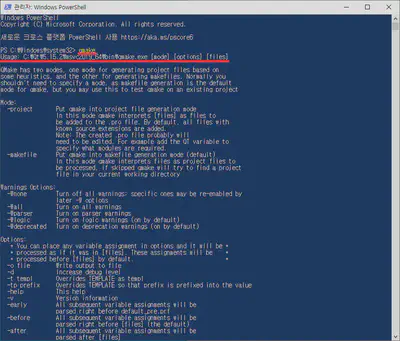 관리자: Windows PowerShell
Windows PowerShell
Copyright (C) Microsoft Corporation. All rights reserved.
새로운 크로스 플랫폼 PowerShell 사용 https://aka.ms/pscore6
PS C:\Windows\system32> qmake
Usage: C:\Qt\5.15.2\msvc2019_64\bin\qmake.exe [mode] [options] [files]
QMake has two modes, one mode for generating project files based on
some heuristics, and the other for generating makefiles. Normally you
shouldn't need to specify a mode, as makefile generation is the default
mode for qmake, but you may use this to test qmake on an existing project
Mode:
-project Put qmake into project file generation mode
In this mode qmake interprets [files] as files to
be added to the .pro file. By default, all files with
known source extensions are added.
Note: The created .pro file probably will
need to be edited. For example add the QT variable to
specify what modules are required.
-makefile Put qmake into makefile generation mode (default)
In this mode qmake interprets files as project files to
be processed, if skipped qmake will try to find a project
file in your current working directory
Warnings Options:
-Wnone Turn off all warnings; specific ones may be re-enabled by
later -W options
-Wall Turn on all warnings
-Wparser Turn on parser warnings
-Wlogic Turn on logic warnings (on by default)
-Wdeprecated Turn on deprecation warnings (on by default)
Options:
* You can place any variable assignment in options and it will be *
* processed as if it was in [files]. These assignments will be *
* processed before [files] by default. *
-o file Write output to file
-d Increase debug level
-t templ Overrides TEMPLATE as templ
-tp prefix Overrides TEMPLATE so that prefix is prefixed into the value
-help This help
-v Version information
-early All subsequent variable assignments will be
parsed right before default_pre.prf
-before All subsequent variable assignments will be
parsed right before [files] (the default)
-after All subsequent variable assignments will be
parsed after [files]